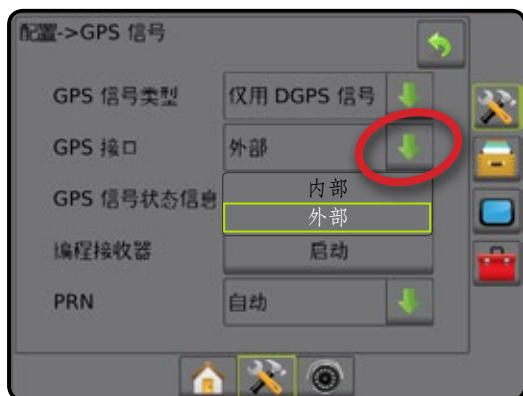 配置->GPS 信号
GPS 信号类型 仅用 DGPS 信号
GPS 接口 外部
内部
GPS 信号状态信息
外部
编程接收器 启动
PRN 自动